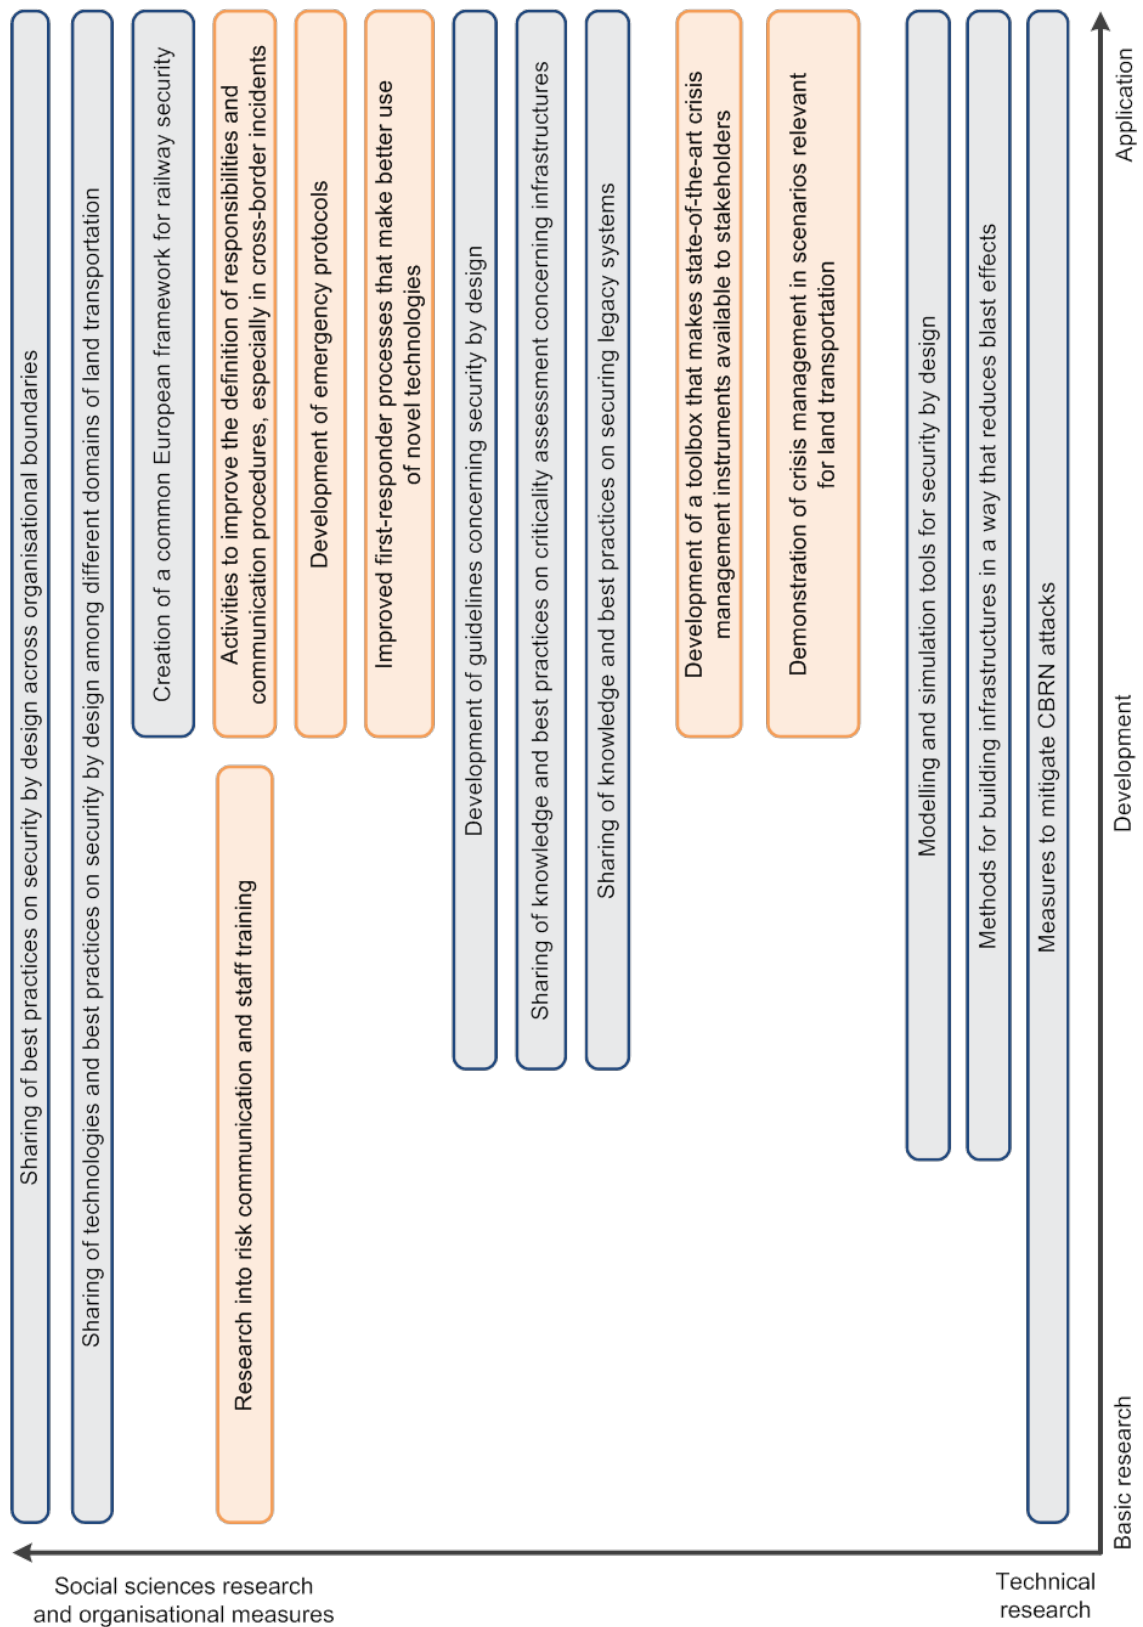 Sharing of best practices on security by design across organisational boundaries
Sharing of technologies and best practices on security by design among different domains of land transportation
Creation of a common European framework for railway security
Activities to improve the definition of responsibilities and
communication procedures, especially in cross-border incidents
Research into risk communication and staff training
Development of emergency protocols
Improved first-responder processes that make better use
of novel technologies
Development of guidelines concerning security by design
Sharing of knowledge and best practices on criticality assessment concerning infrastructures
Sharing of knowledge and best practices on securing legacy systems
Development of a toolbox that makes state-of-the-art crisis
management instruments available to stakeholders
Demonstration of crisis management in scenarios relevant
for land transportation
Modelling and simulation tools for security by design
Methods for building infrastructures in a way that reduces blast effects
Measures to mitigate CBRN attacks
Basic research
Development
Application
Social sciences research
and organisational measures
Technical
research